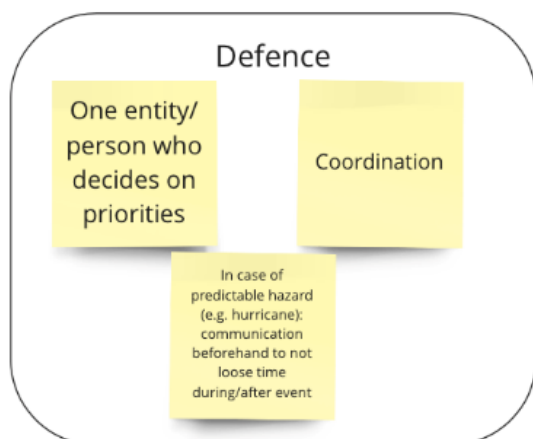 Defence
One entity/
person who
decides on
priorities
Coordination
In case of
predictable hazard
(e.g. hurricane):
communication
beforehand to not
loose time
during/after event